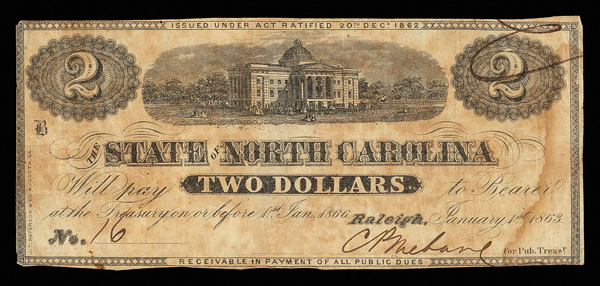 ISSUED UNDER ACT RATIFIED 20TH DEC. 1862
2 2
B
THE STATE OF NORTH CAROLINA
Will pay TWO DOLLARS to Bearer
at the Treasury on or before 1st Jan. 1866. Raleigh, January 1st 1863.
No. 16
for Pub. Treasr.
RECEIVABLE IN PAYMENT OF ALL PUBLIC DUES